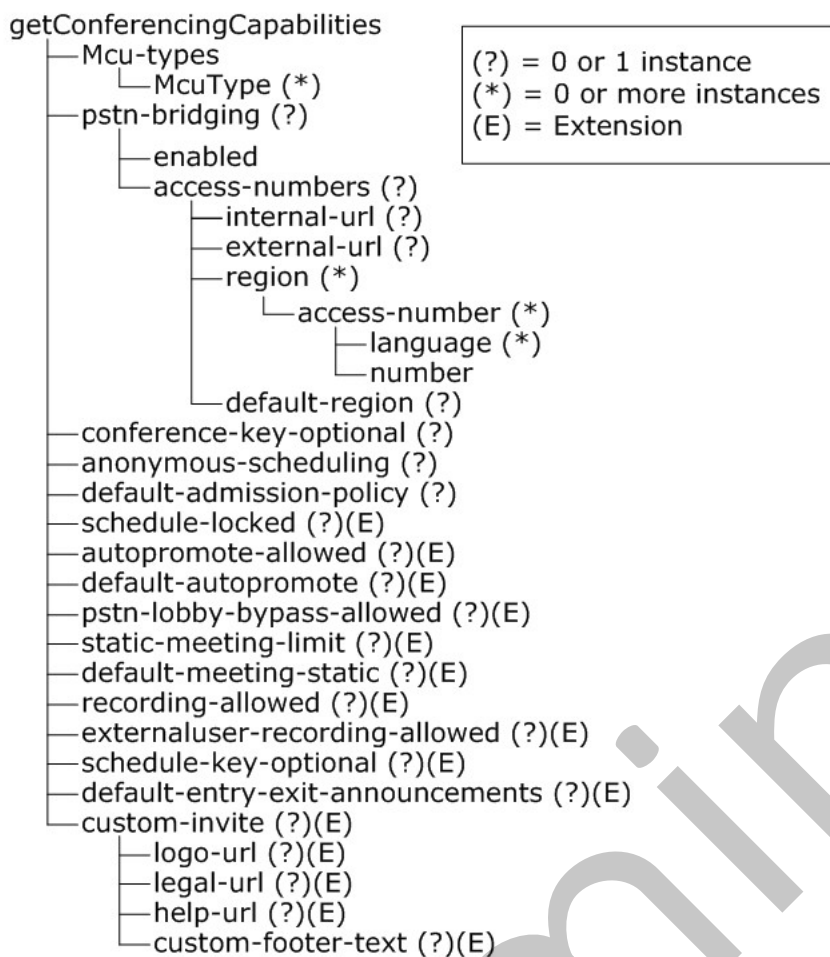 getConferencingCapabilities
Mcu-types
McuType (*)
pstn-bridging (?)
enabled
access-numbers (?)
internal-url (?)
external-url (?)
region (*)
access-number (*)
language (*)
number
default-region (?)
conference-key-optional (?)
anonymous-scheduling (?)
default-admission-policy (?)
schedule-locked (?)(E)
autopromote-allowed (?)(E)
default-autopromote (?)(E)
pstn-lobby-bypass-allowed (?)(E)
static-meeting-limit (?)(E)
default-meeting-static (?)(E)
recording-allowed (?)(E)
externaluser-recording-allowed (?)(E)
schedule-key-optional (?)(E)
default-entry-exit-announcements (?)(E)
custom-invite (?)(E)
logo-url (?)(E)
legal-url (?)(E)
help-url (?)(E)
custom-footer-text (?)(E)
(?) = 0 or 1 instance
(*) = 0 or more instances
(E) = Extension